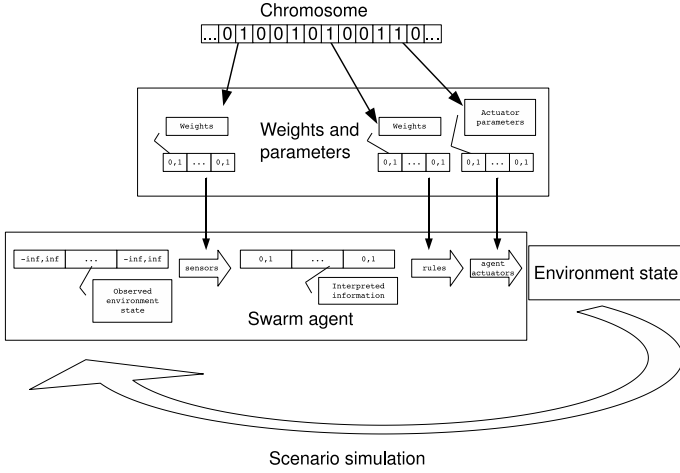 Chromosome
... 0 1 0 0 1 0 1 0 0 1 1 0 ...
Weights
Weights and
parameters
Weights
Actuator
parameters
0,1 ... 0,1
0,1 ... 0,1
0,1 ... 0,1
-inf,inf ... -inf,inf
sensors
0,1 ... 0,1
rules
agent
actuators
Environment state
Observed
environment
state
Interpreted
information
Swarm agent
Scenario simulation